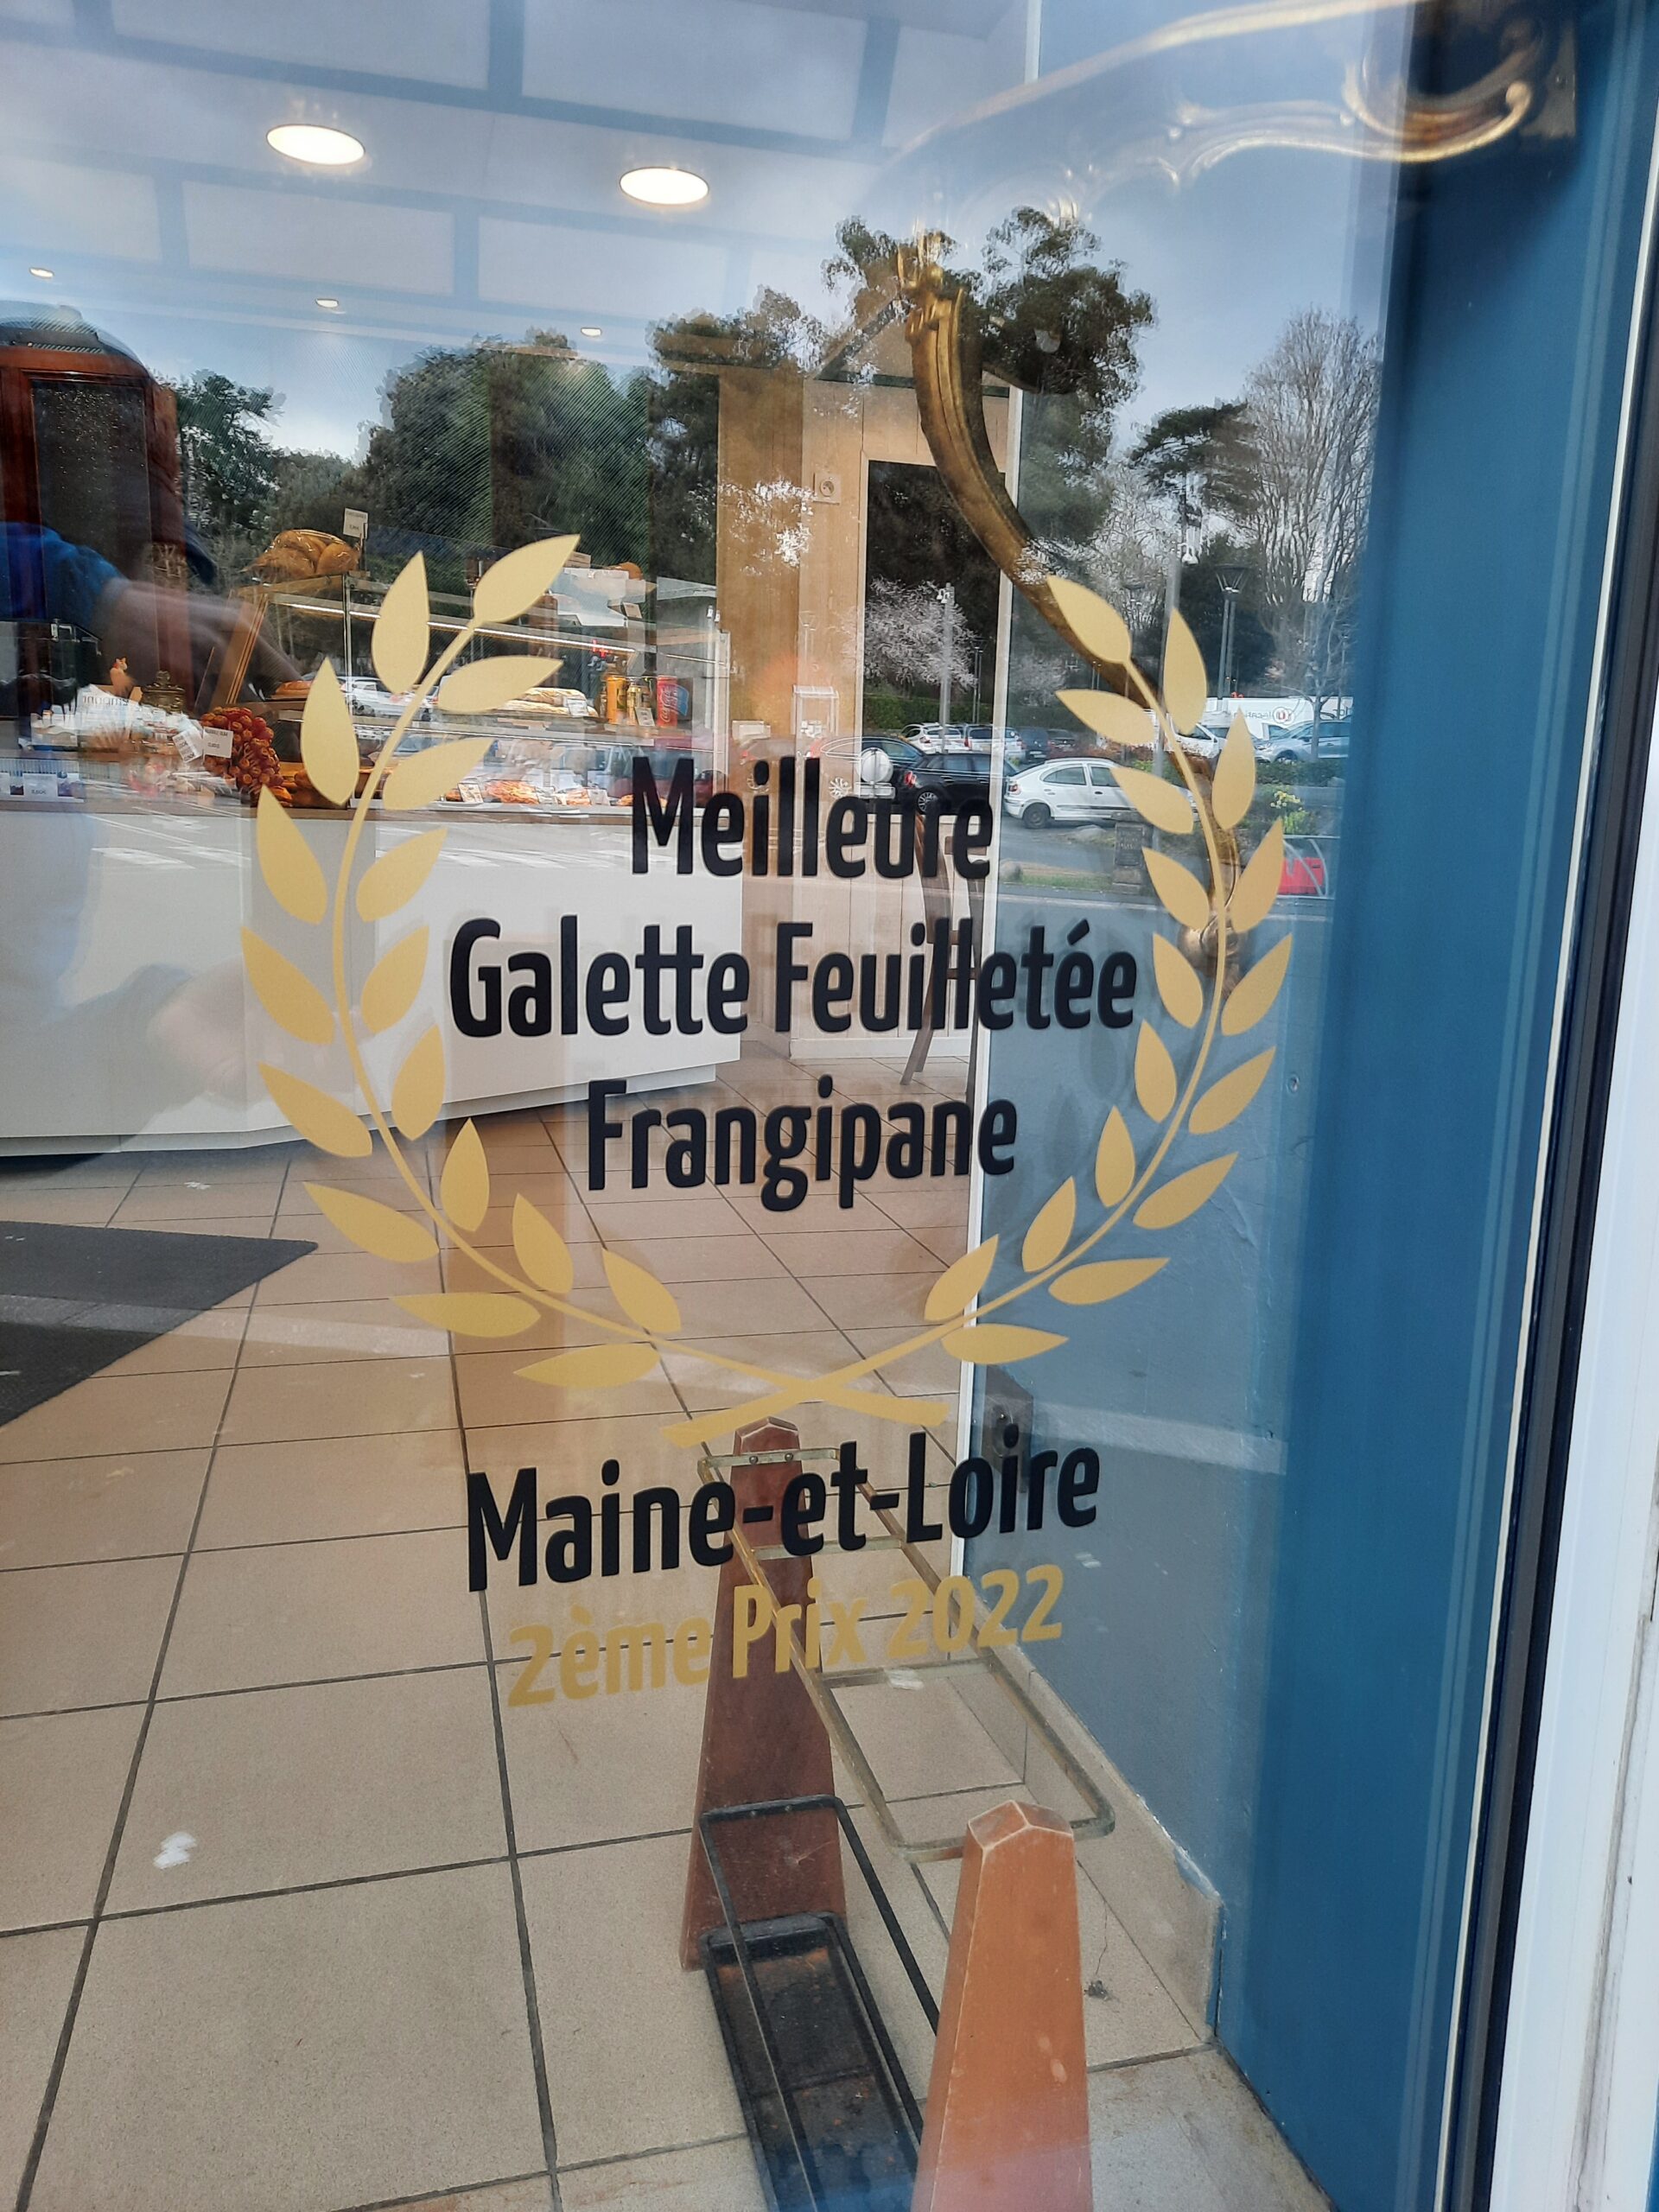 Meilleure
Galette Feuilletée
Frangipane
Maine-et-Loire
2ème Prix 2022